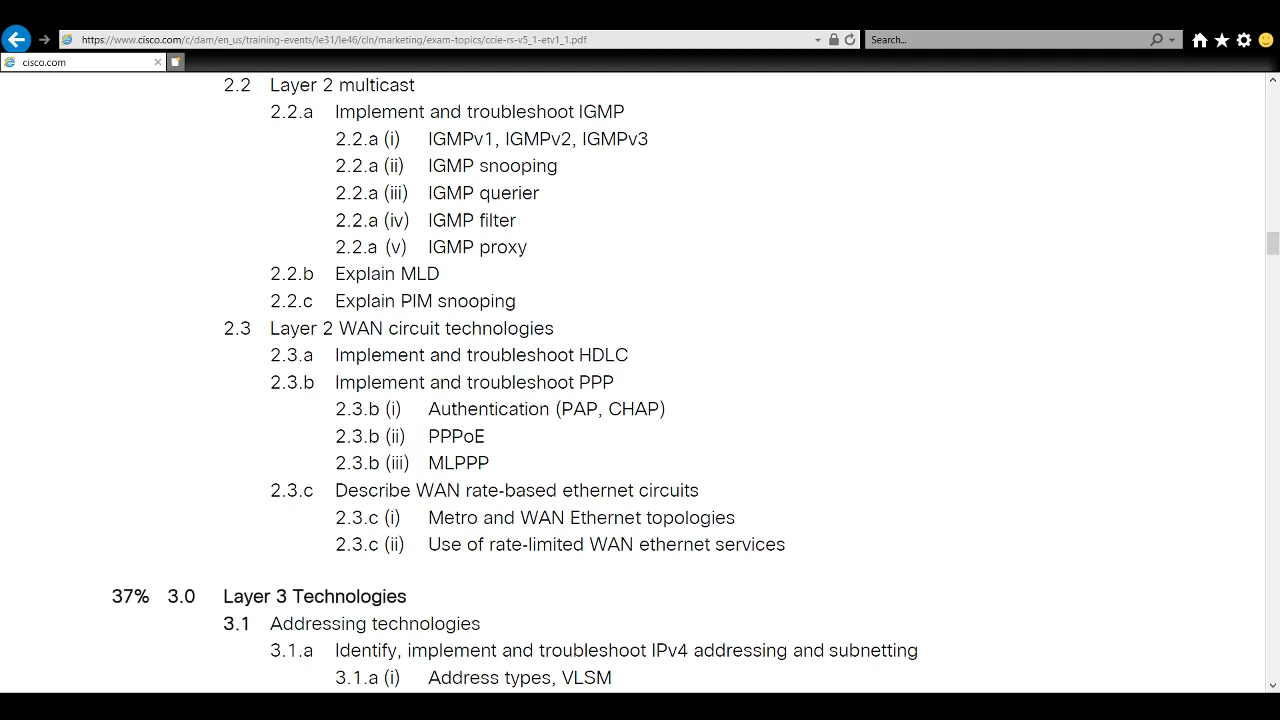 https://www.cisco.com/c/dam/en_us/training-events/le31/le46/cln/marketing/exam-topics/ccie-rs-v5_1-etv1_1.pdf
Search...
cisco.com
2.2 Layer 2 multicast
2.2.a Implement and troubleshoot IGMP
2.2.a (i) IGMPv1, IGMPv2, IGMPv3
2.2.a (ii) IGMP snooping
2.2.a (iii) IGMP querier
2.2.a (iv) IGMP filter
2.2.a (v) IGMP proxy
2.2.b Explain MLD
2.2.c Explain PIM snooping
2.3 Layer 2 WAN circuit technologies
2.3.a Implement and troubleshoot HDLC
2.3.b Implement and troubleshoot PPP
2.3.b (i) Authentication (PAP, CHAP)
2.3.b (ii) PPPoE
2.3.b (iii) MLPPP
2.3.c Describe WAN rate-based ethernet circuits
2.3.c (i) Metro and WAN Ethernet topologies
2.3.c (ii) Use of rate-limited WAN ethernet services
37% 3.0 Layer 3 Technologies
3.1 Addressing technologies
3.1.a Identify, implement and troubleshoot IPv4 addressing and subnetting
3.1.a (i) Address types, VLSM